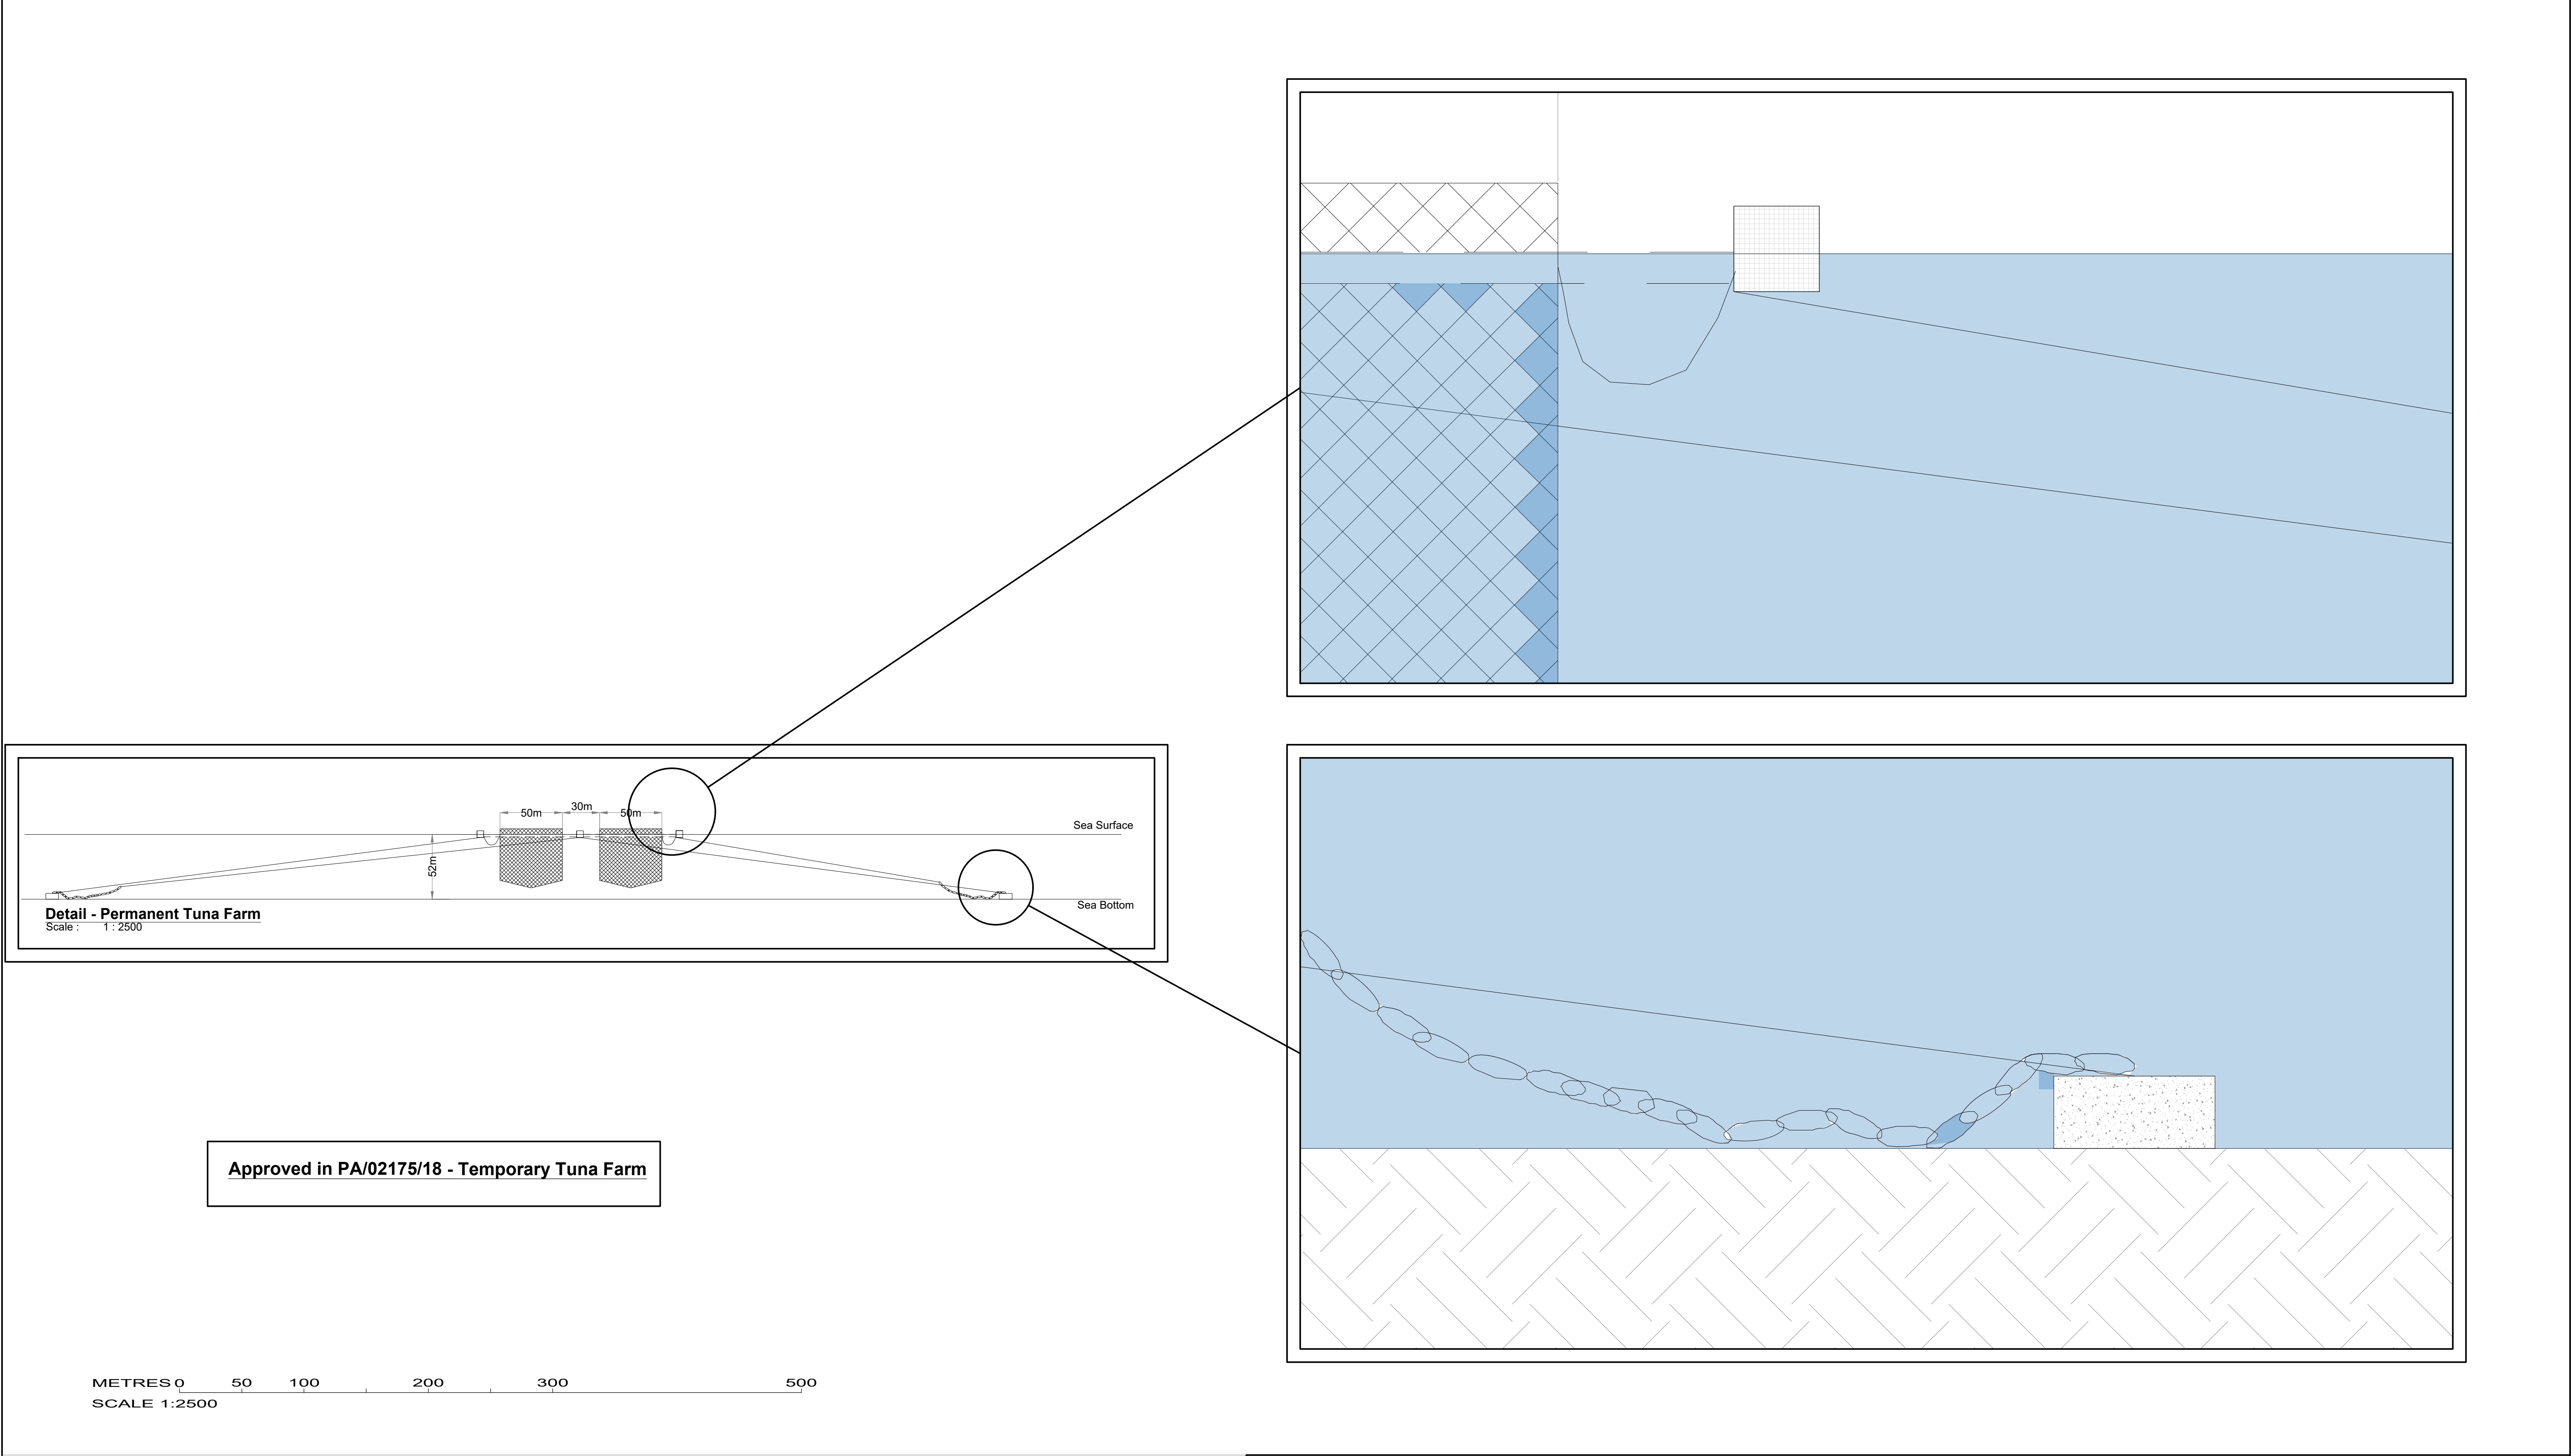 50m
30m
50m
Sea Surface
52m
Sea Bottom
Detail - Permanent Tuna Farm
Scale : 1 : 2500
Approved in PA/02175/18 - Temporary Tuna Farm
METRES 0 50 100 200 300 500
SCALE 1:2500